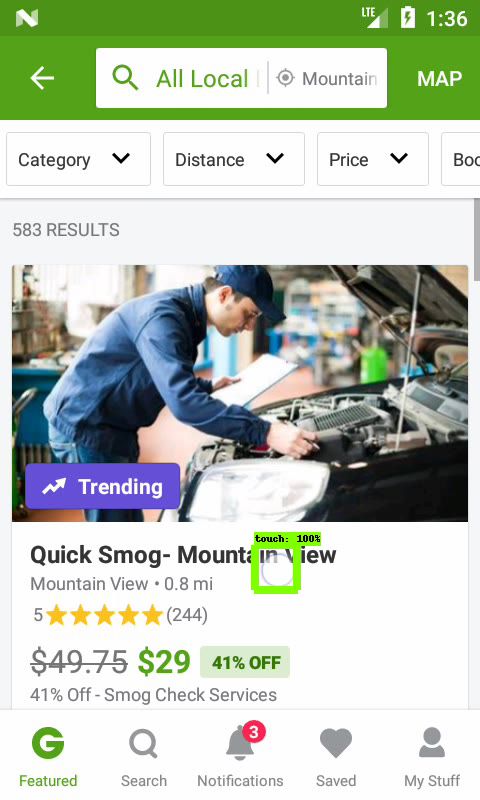 LTE 1:36
All Local Mountain MAP
Category Distance Price Boo
583 RESULTS
Trending
touch: 100%
Quick Smog- Mountain View
Mountain View • 0.8 mi
5 (244)
$49.75 $29 41% OFF
41% Off - Smog Check Services
3
Featured Search Notifications Saved My Stuff